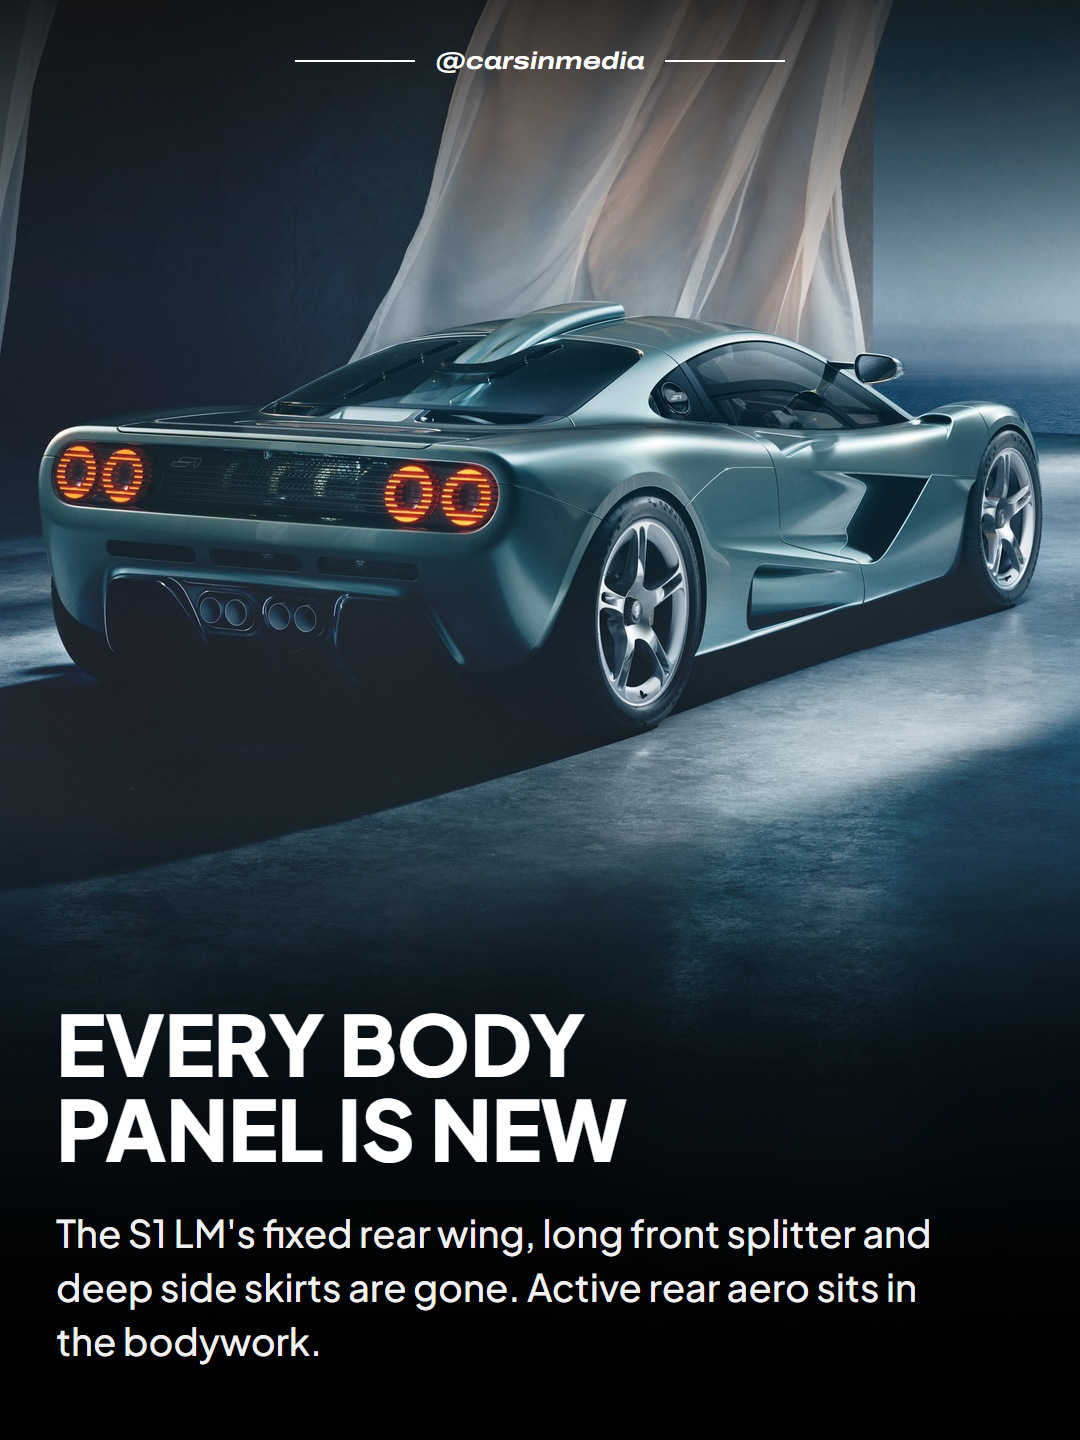 @carsinmedia
EVERY BODY
PANEL IS NEW
The S1 LM's fixed rear wing, long front splitter and
deep side skirts are gone. Active rear aero sits in
the bodywork.